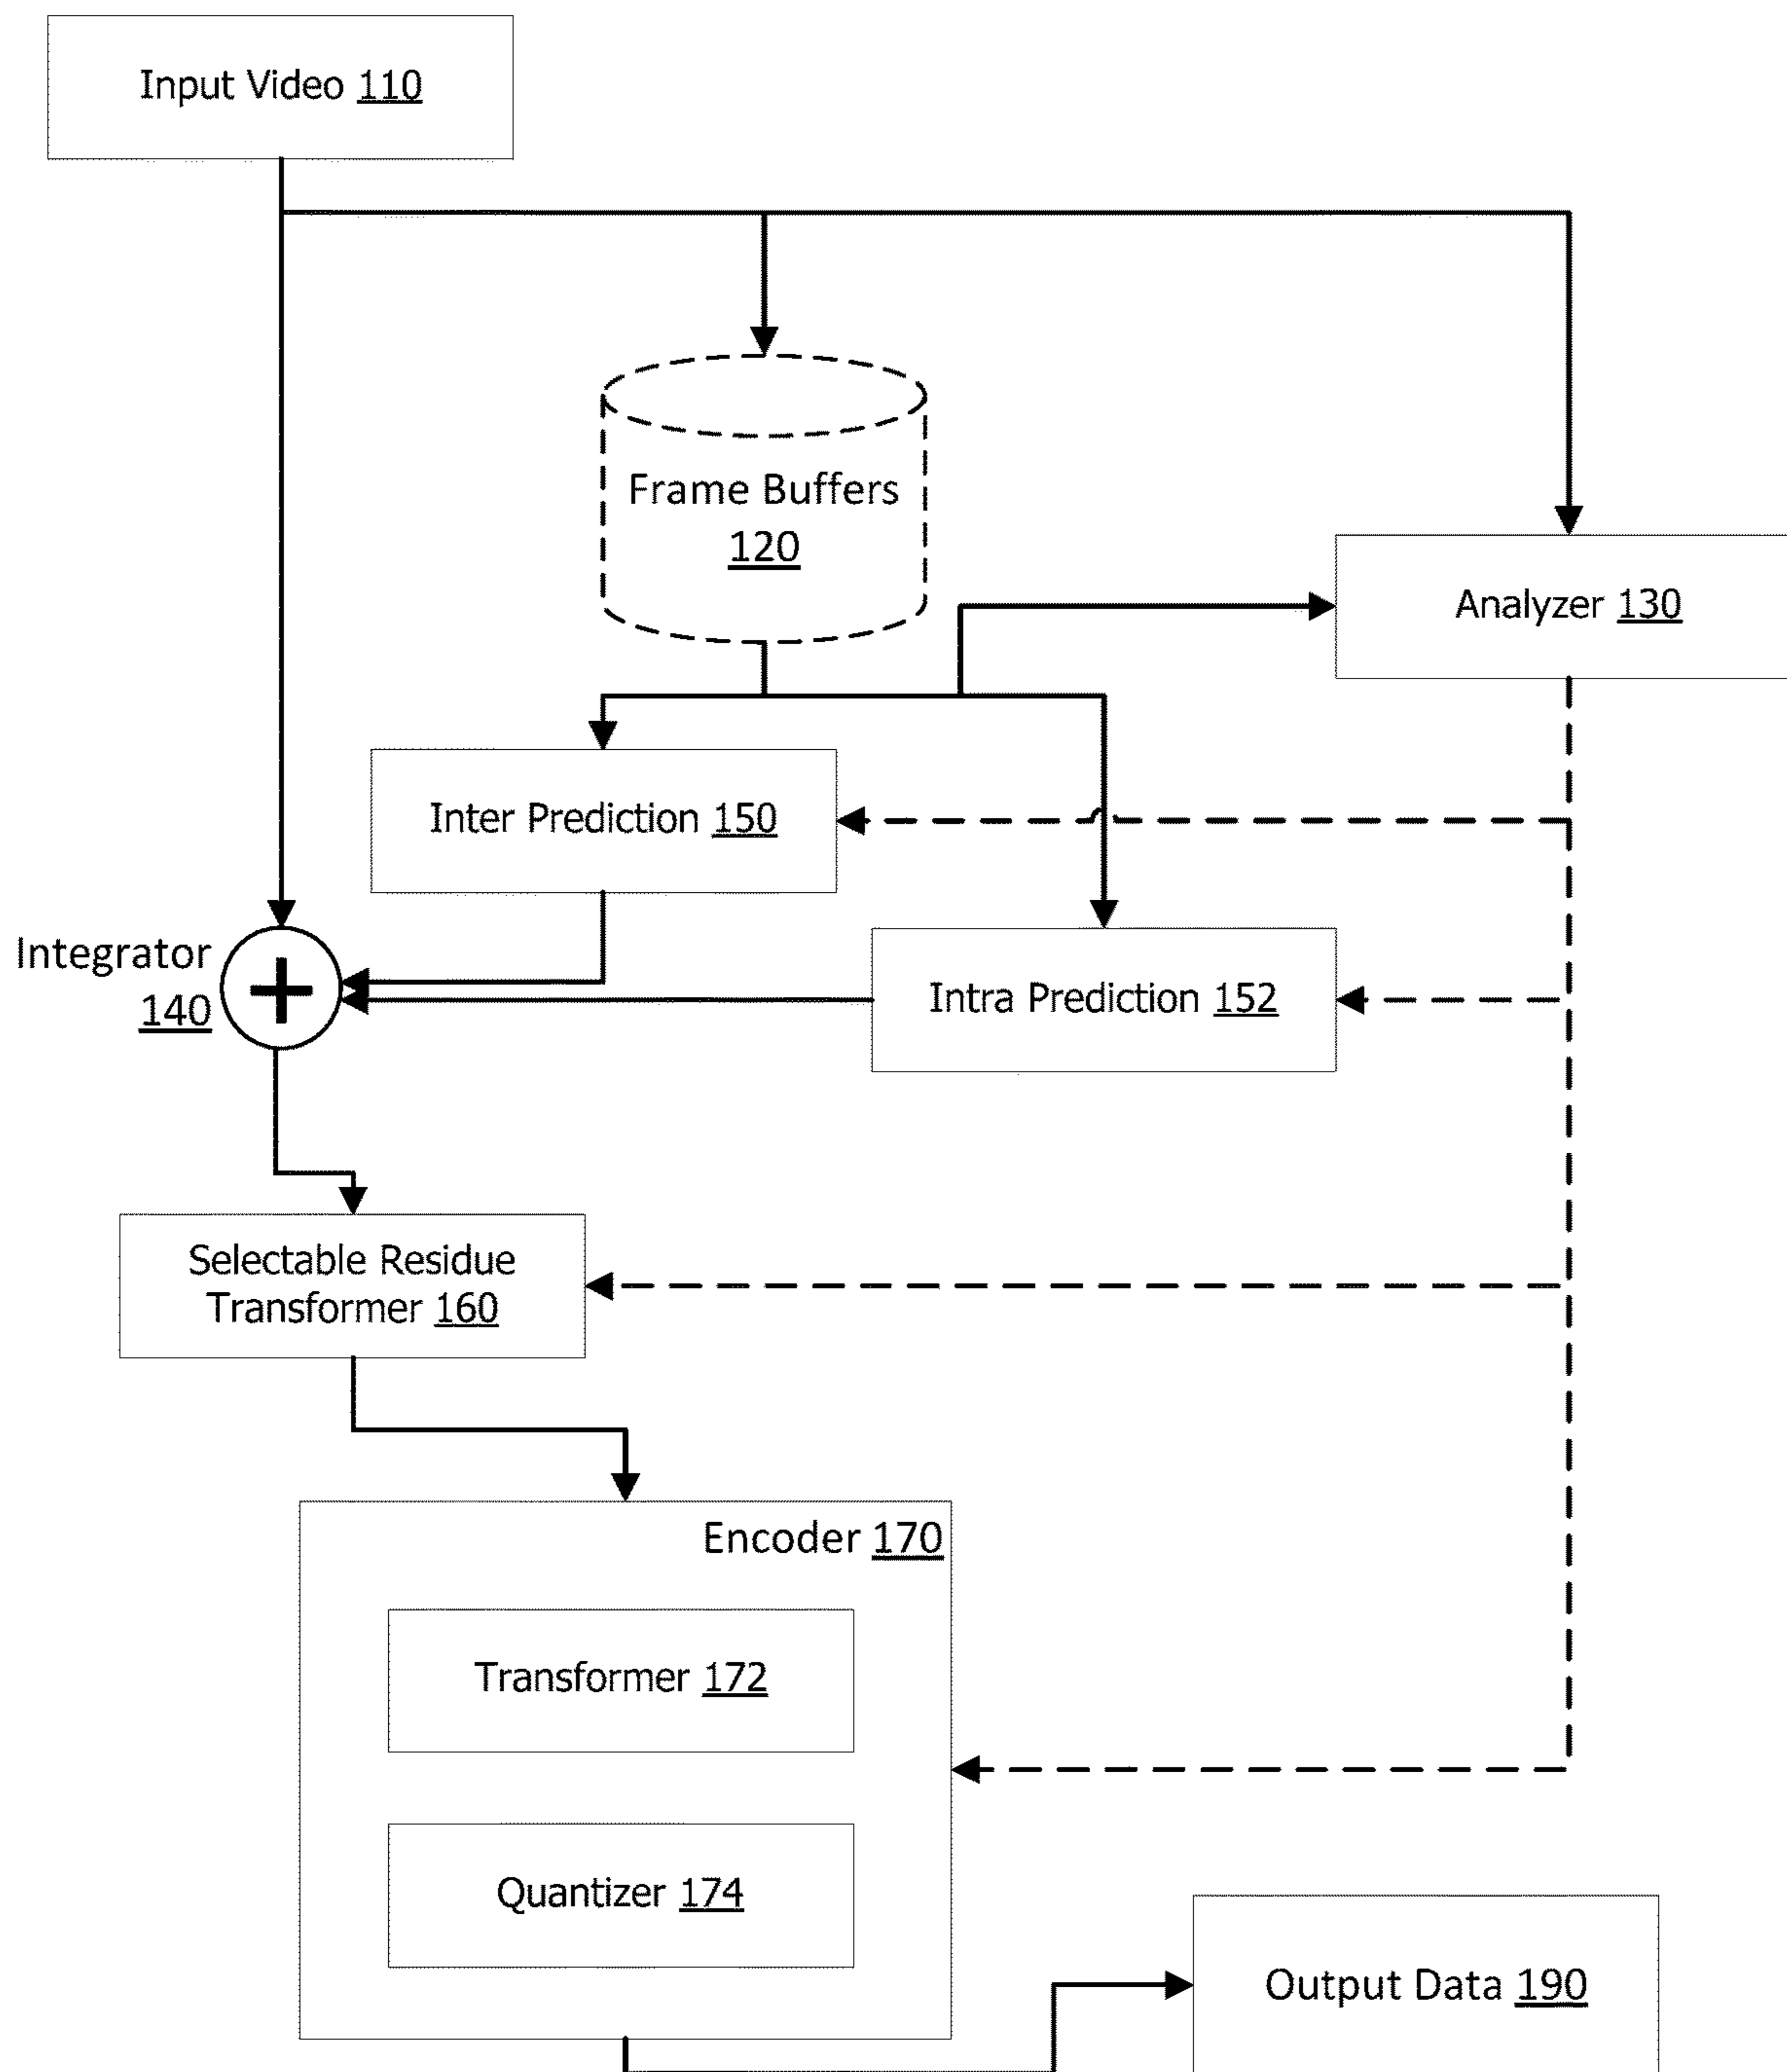 Input Video 110
Frame Buffers
120
Analyzer 130
Inter Prediction 150
Integrator
140
Intra Prediction 152
Selectable Residue
Transformer 160
Encoder 170
Transformer 172
Quantizer 174
Output Data 190